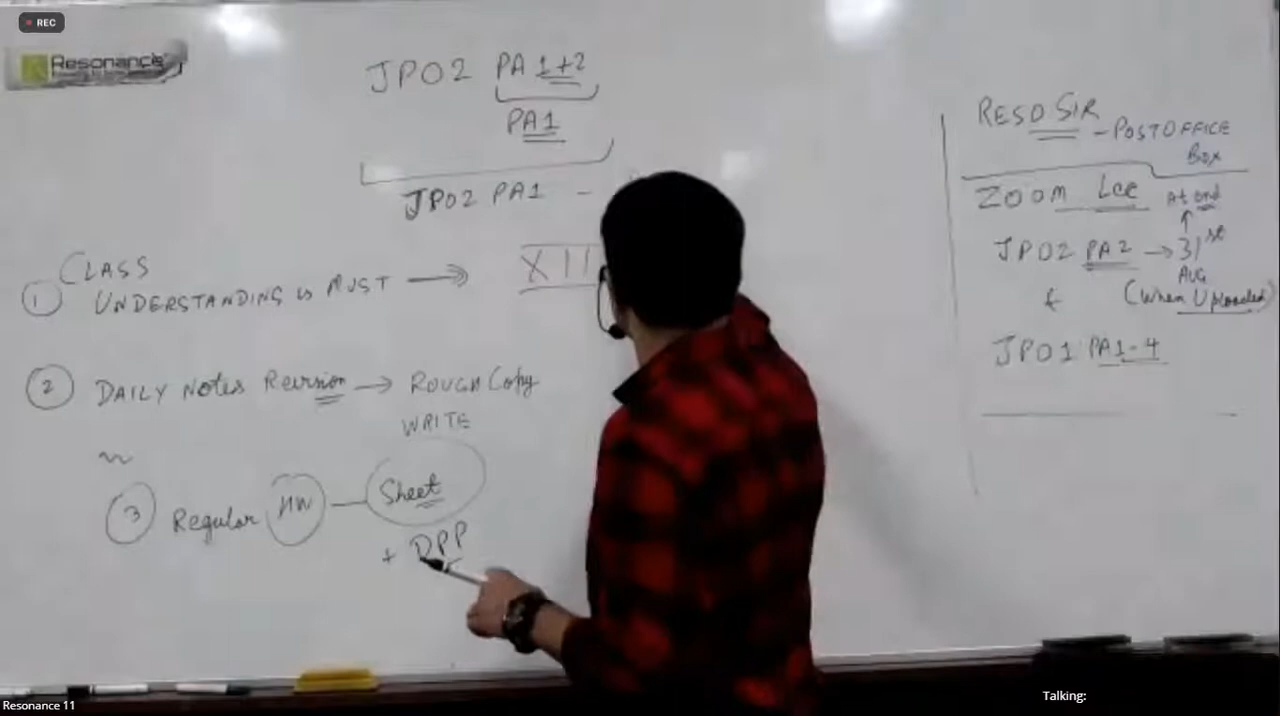 REC
Resonance
JPO2 PA 1+2
PA1
JPO2 PA1 -
CLASS
① UNDERSTANDING is MUST →
XII
② DAILY Notes Revision → ROUGH Copy
WRITE
③ Regular HW — Sheet
+ DPP
RESO SIR
- POST OFFICE
Box
ZOOM Lec At end
↑
JPO2 PA2 → 31st
AUG
& (When Uploaded)
JPO1 PA1-4
Resonance 11
Talking: